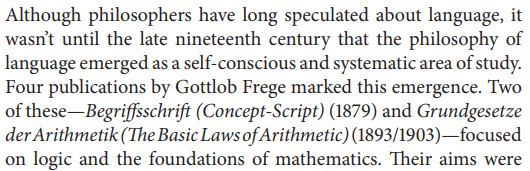 Although philosophers have long speculated about language, it
wasn’t until the late nineteenth century that the philosophy of
language emerged as a self-conscious and systematic area of study.
Four publications by Gottlob Frege marked this emergence. Two
of these—Begriffsschrift (Concept-Script) (1879) and Grundgesetze
der Arithmetik (The Basic Laws of Arithmetic) (1893/1903)—focused
on logic and the foundations of mathematics. Their aims were